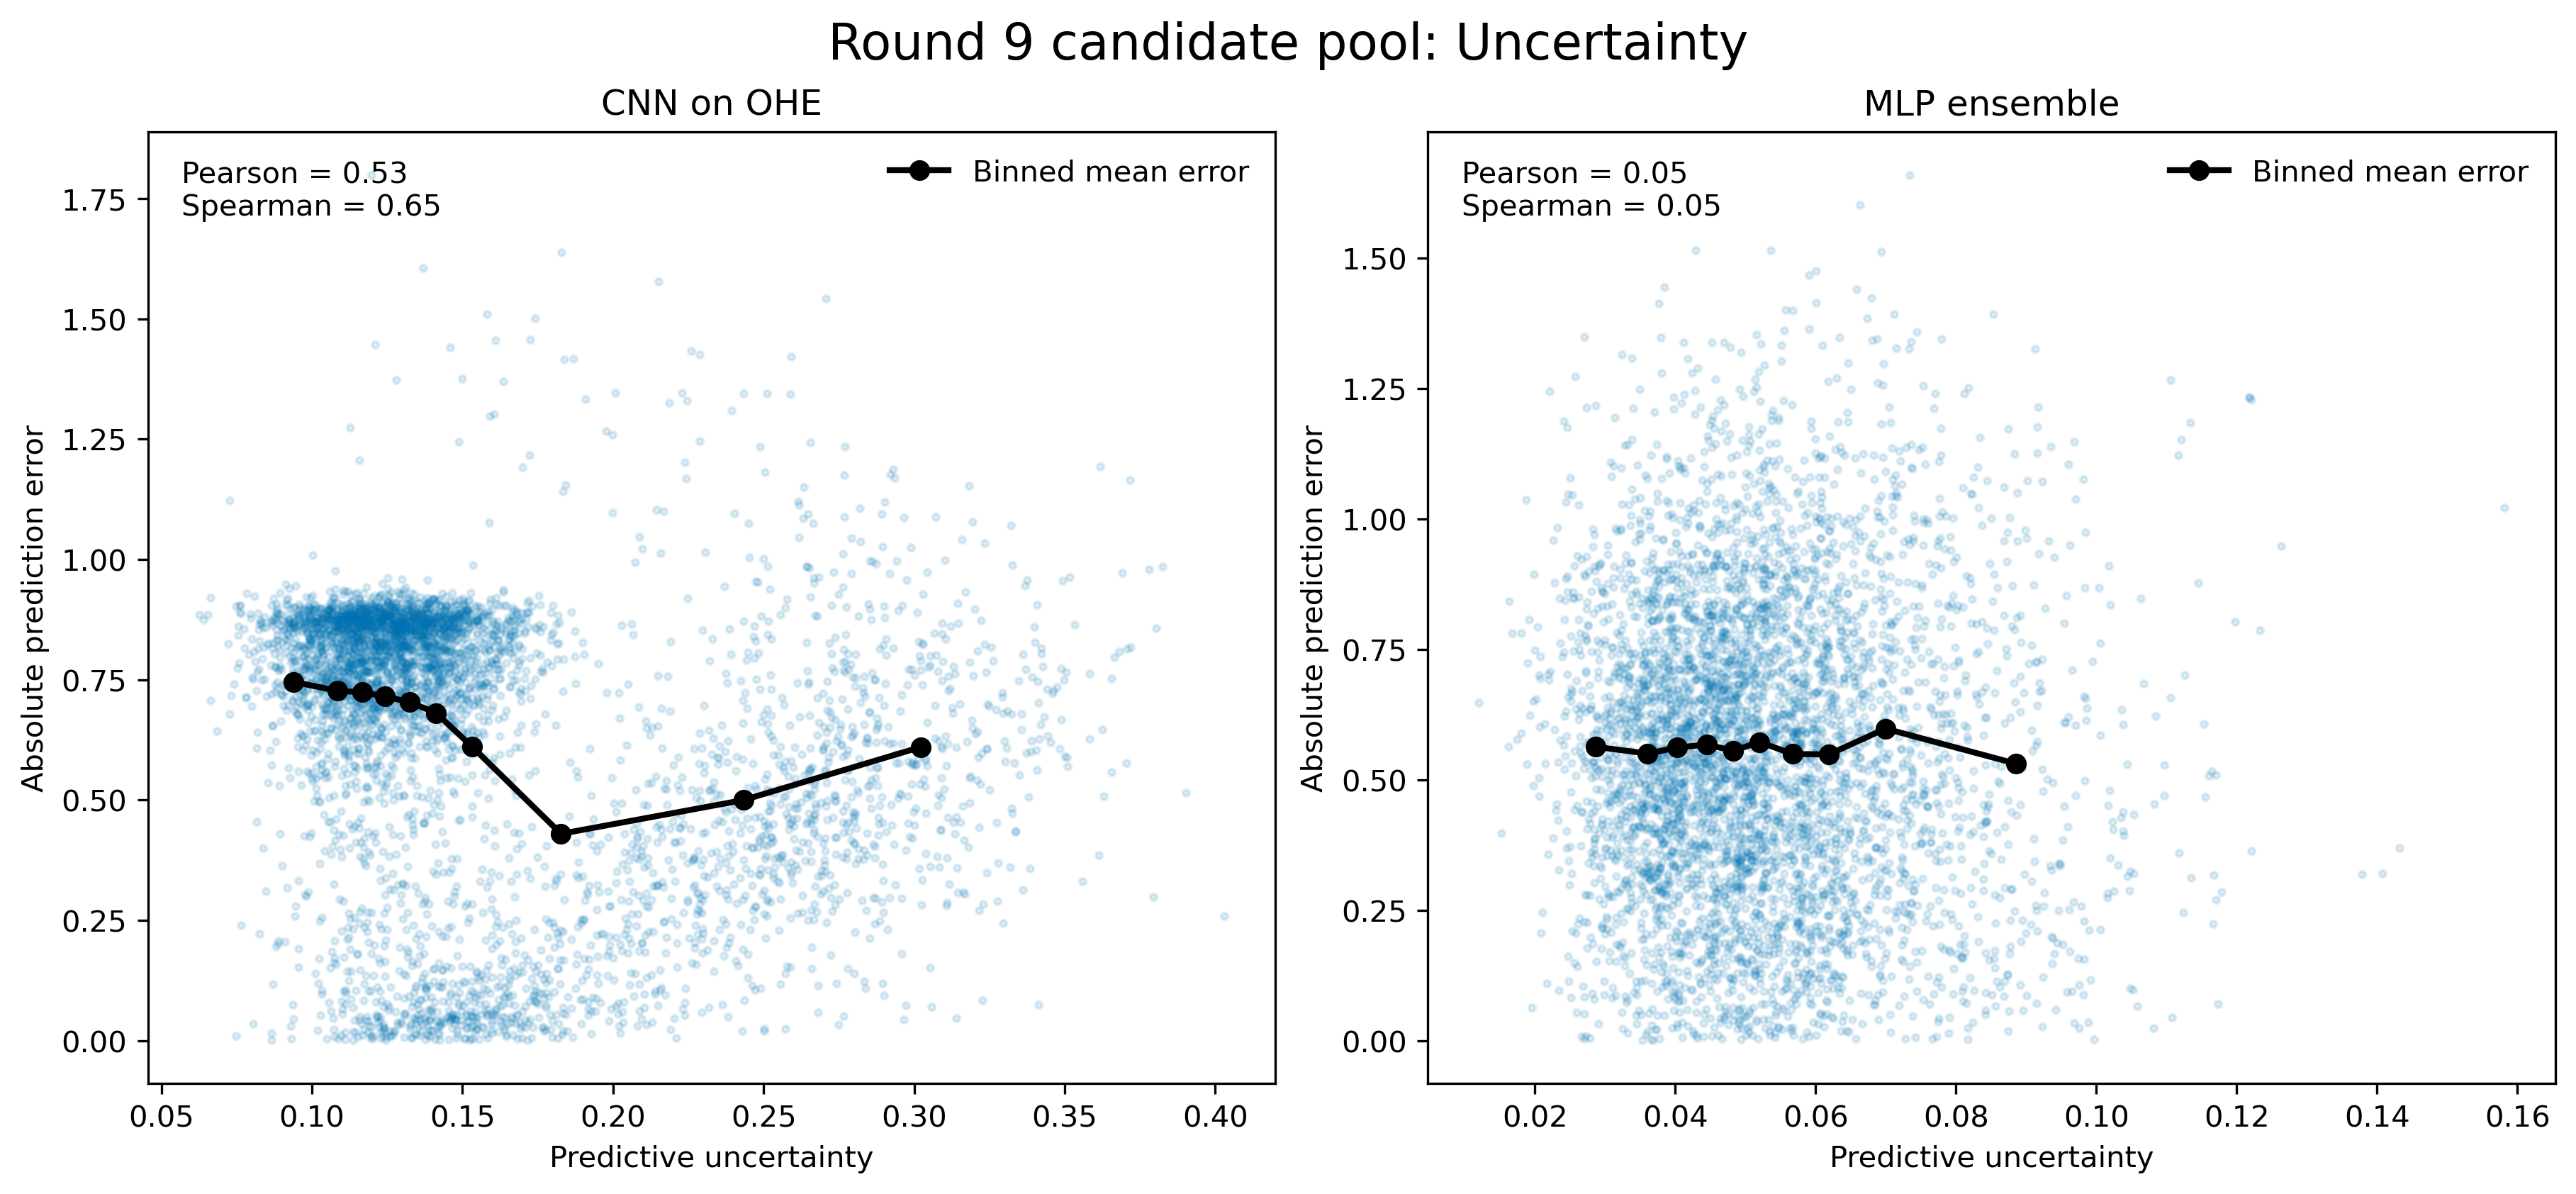 Round 9 candidate pool: Uncertainty
CNN on OHE
Pearson = 0.53
Spearman = 0.65
Binned mean error
1.75
1.50
1.25
1.00
0.75
0.50
0.25
0.00
Absolute prediction error
0.05 0.10 0.15 0.20 0.25 0.30 0.35 0.40
Predictive uncertainty
MLP ensemble
Pearson = 0.05
Spearman = 0.05
Binned mean error
1.50
1.25
1.00
0.75
0.50
0.25
0.00
Absolute prediction error
0.02 0.04 0.06 0.08 0.10 0.12 0.14 0.16
Predictive uncertainty